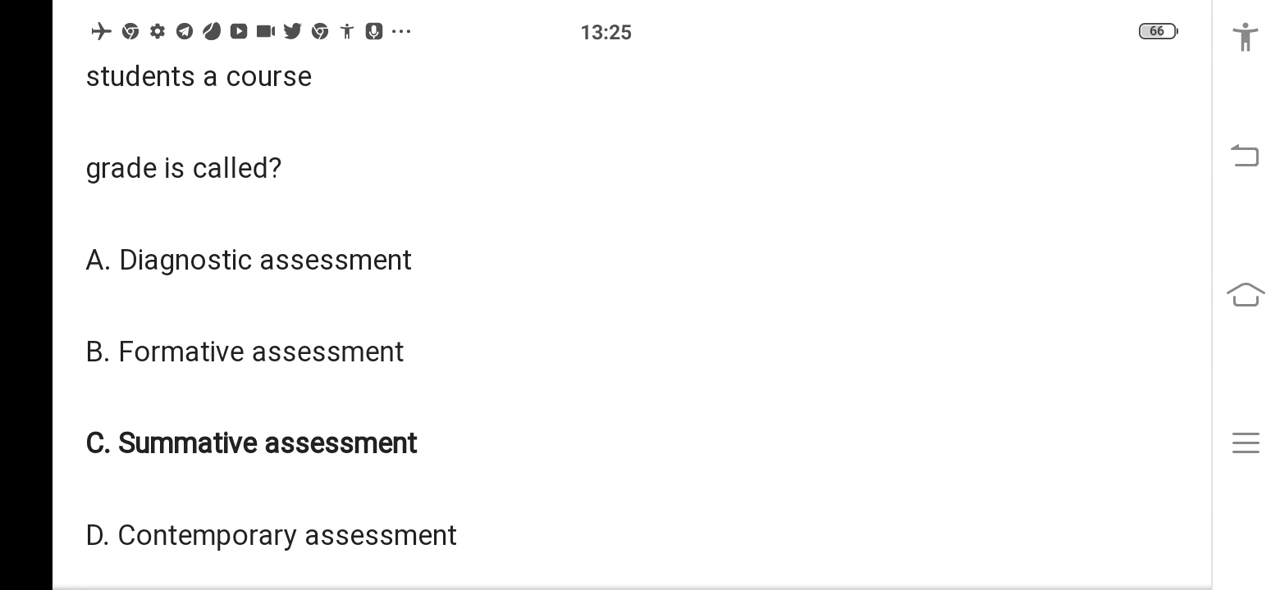 13:25
66
students a course
grade is called?
A. Diagnostic assessment
B. Formative assessment
C. Summative assessment
D. Contemporary assessment